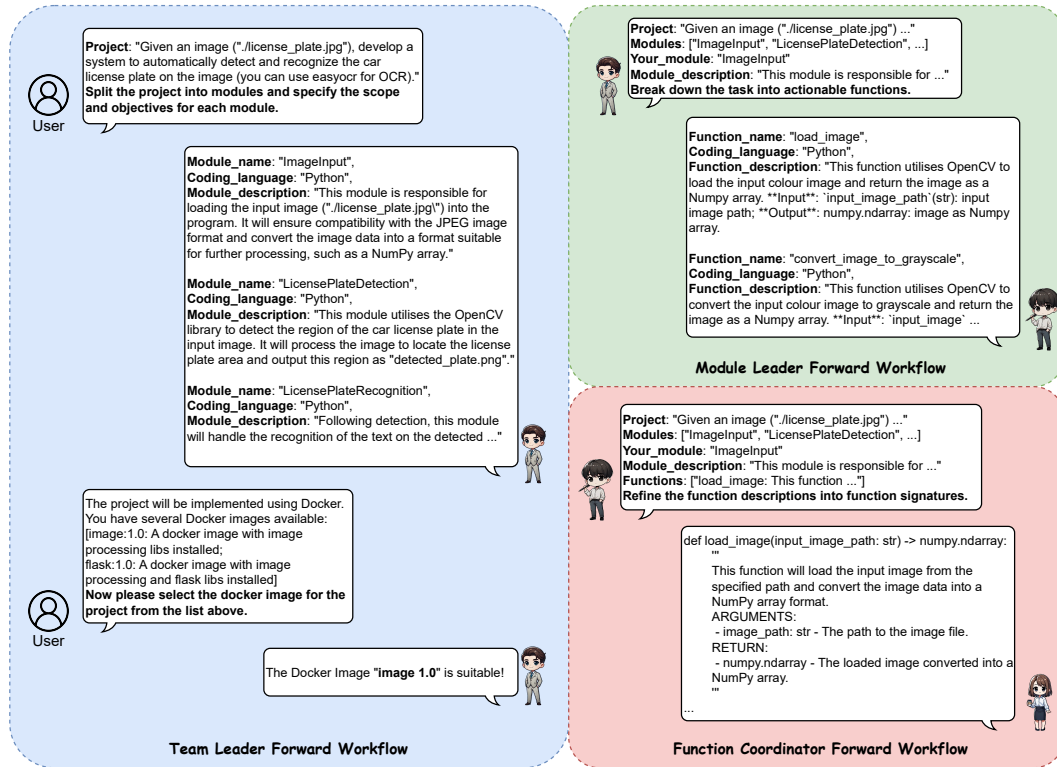 Project: "Given an image ("./license_plate.jpg"), develop a
system to automatically detect and recognize the car
license plate on the image (you can use easyocr for OCR)."
Split the project into modules and specify the scope
and objectives for each module.
User
Module_name: "ImageInput",
Coding_language: "Python",
Module_description: "This module is responsible for
loading the input image ("./license_plate.jpg\") into the
program. It will ensure compatibility with the JPEG image
format and convert the image data into a format suitable
for further processing, such as a NumPy array."
Module_name: "LicensePlateDetection",
Coding_language: "Python",
Module_description: "This module utilises the OpenCV
library to detect the region of the car license plate in the
input image. It will process the image to locate the license
plate area and output this region as "detected_plate.png"."
Module_name: "LicensePlateRecognition",
Coding_language: "Python",
Module_description: "Following detection, this module
will handle the recognition of the text on the detected ..."
The project will be implemented using Docker.
You have several Docker images available:
[image:1.0: A docker image with image
processing libs installed;
flask:1.0: A docker image with image
processing and flask libs installed]
Now please select the docker image for the
project from the list above.
User
The Docker Image "image 1.0" is suitable!
Team Leader Forward Workflow
Project: "Given an image ("./license_plate.jpg") ..."
Modules: ["ImageInput", "LicensePlateDetection", ...]
Your_module: "ImageInput"
Module_description: "This module is responsible for ..."
Break down the task into actionable functions.
Function_name: "load_image",
Coding_language: "Python",
Function_description: "This function utilises OpenCV to
load the input colour image and return the image as a
Numpy array. **Input**: `input_image_path`(str): input
image path; **Output**: numpy.ndarray: image as Numpy
array.
Function_name: "convert_image_to_grayscale",
Coding_language: "Python",
Function_description: "This function utilises OpenCV to
convert the input colour image to grayscale and return the
image as a Numpy array. **Input**: `input_image` ...
Module Leader Forward Workflow
Project: "Given an image ("./license_plate.jpg") ..."
Modules: ["ImageInput", "LicensePlateDetection", ...]
Your_module: "ImageInput"
Module_description: "This module is responsible for ..."
Functions: ["load_image: This function ..."]
Refine the function descriptions into function signatures.
def load_image(input_image_path: str) -> numpy.ndarray:
'''
This function will load the input image from the
specified path and convert the image data into a
NumPy array format.
ARGUMENTS:
- image_path: str - The path to the image file.
RETURN:
- numpy.ndarray - The loaded image converted into a
NumPy array.
'''
...
Function Coordinator Forward Workflow